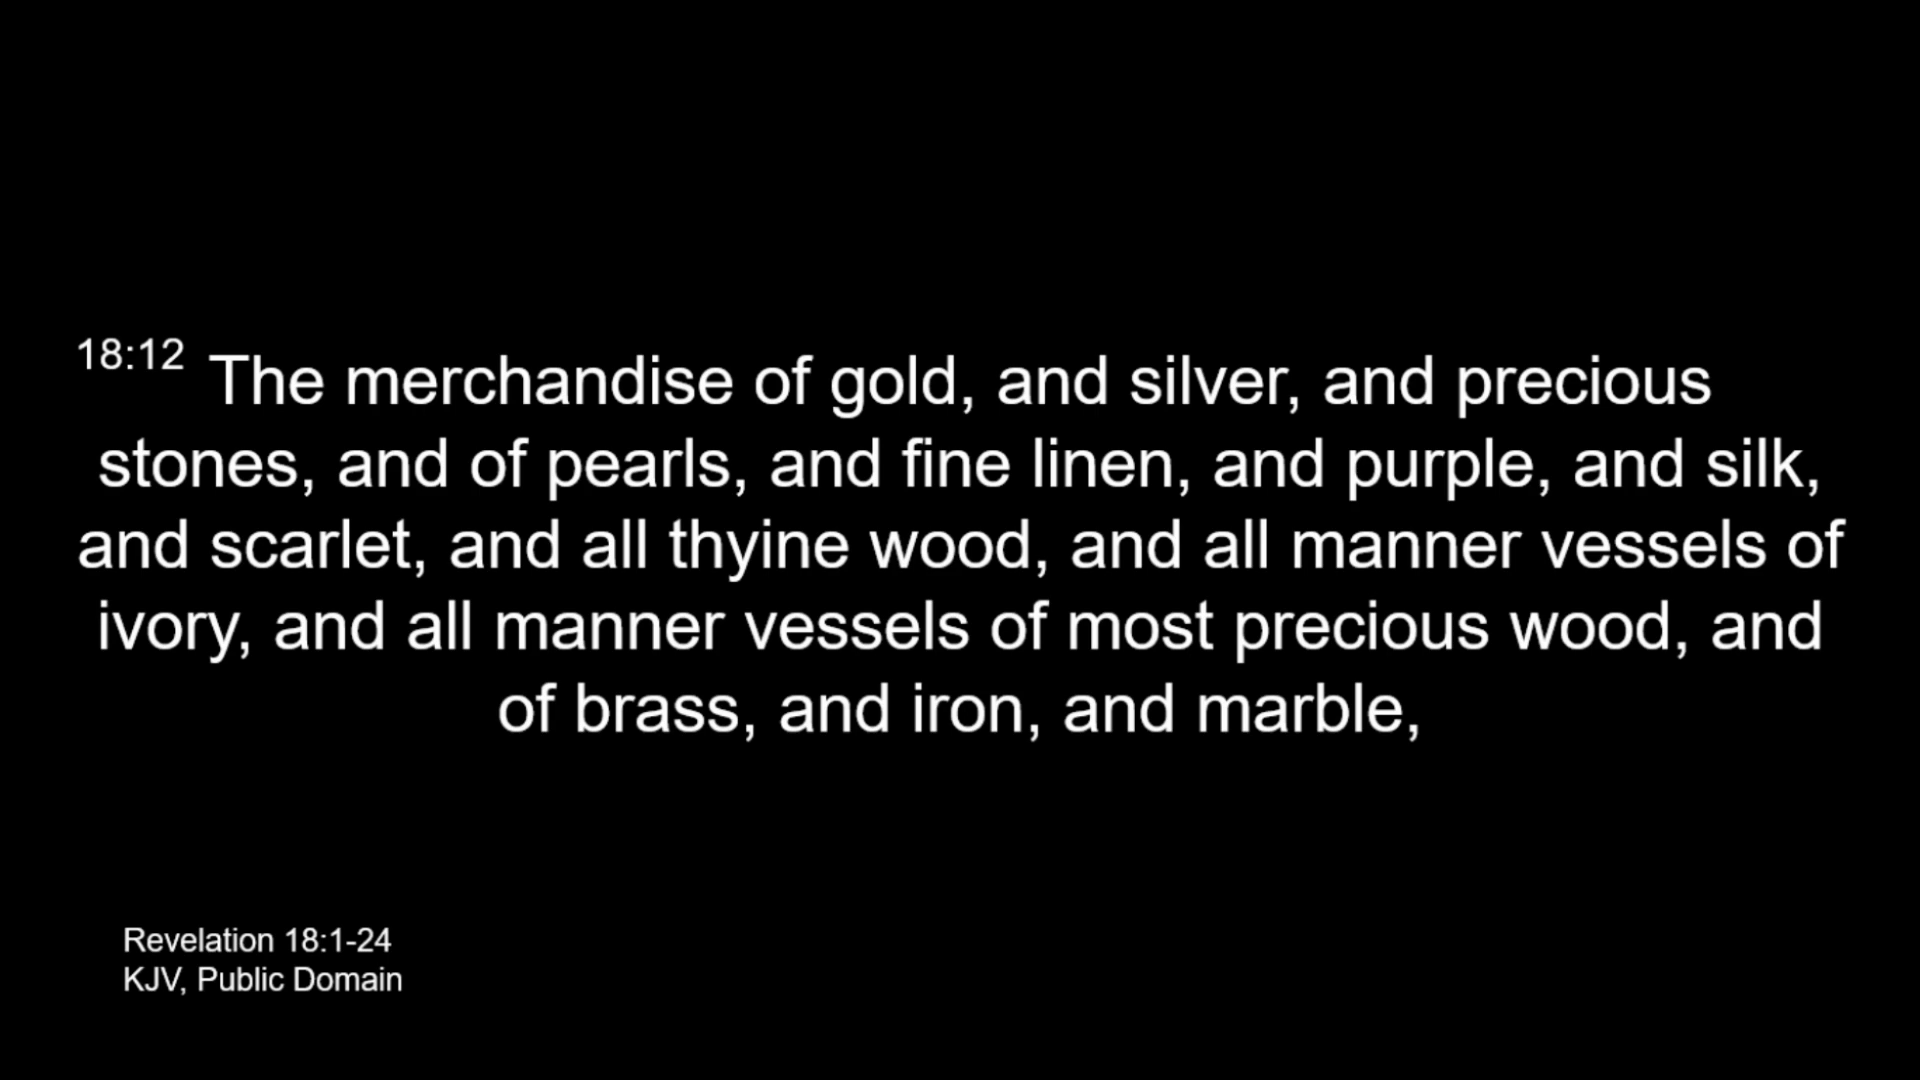 18:12 The merchandise of gold, and silver, and precious
stones, and of pearls, and fine linen, and purple, and silk,
and scarlet, and all thyine wood, and all manner vessels of
ivory, and all manner vessels of most precious wood, and
of brass, and iron, and marble,
Revelation 18:1-24
KJV, Public Domain